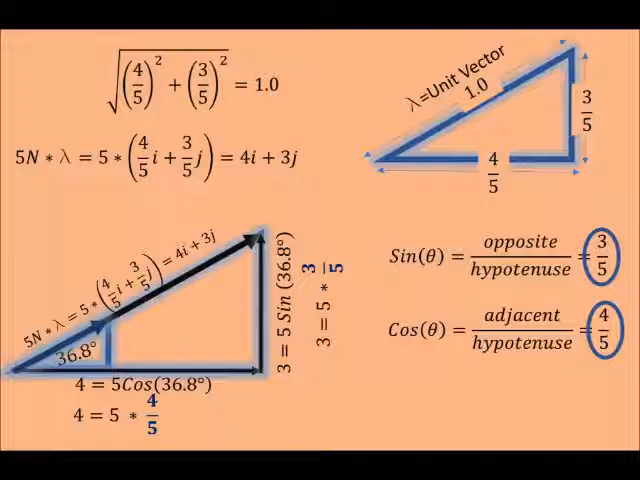 √((4/5)² + (3/5)²) = 1.0
5N * λ = 5 * (4/5 i + 3/5 j) = 4i + 3j
λ=Unit Vector
1.0
3/5
4/5
5N * λ = 5 * (4/5 i + 3/5 j) = 4i + 3j
36.8°
4 = 5Cos(36.8°)
4 = 5 * 4/5
3 = 5 Sin (36.8°)
3 = 5 * 3/5
Sin(θ) = opposite/hypotenuse = 3/5
Cos(θ) = adjacent/hypotenuse = 4/5